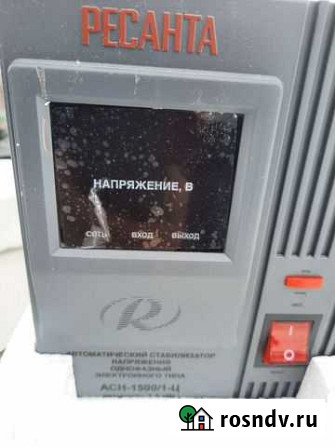 РЕСАНТА
НАПРЯЖЕНИЕ, В
СЕТЬ ВХОД ВЫХОД
R
АВТОМАТИЧЕСКИЙ СТАБИЛИЗАТОР
НАПРЯЖЕНИЯ
ОДНОФАЗНЫЙ
ЭЛЕКТРОННОГО ТИПА
АСН-1500/1-Ц
rosndv.ru